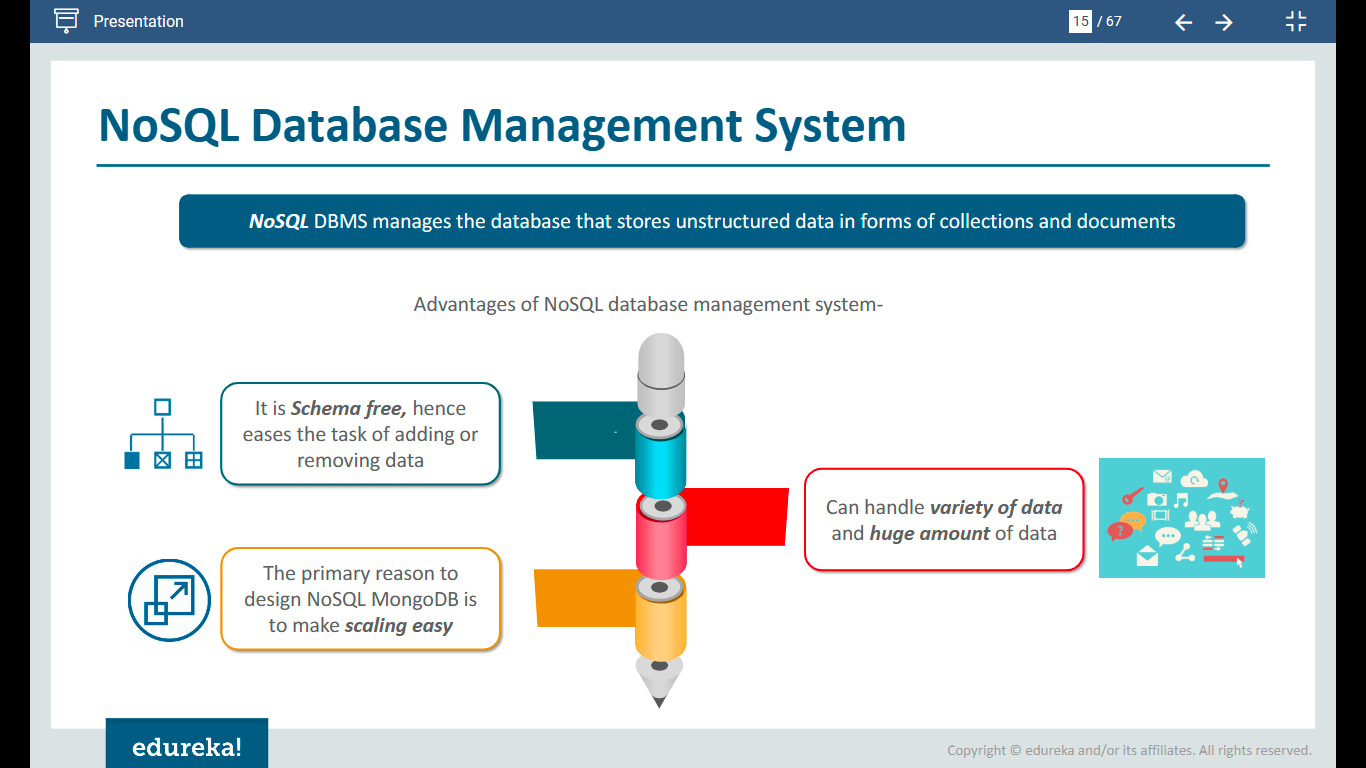 Presentation
15 / 67
NoSQL Database Management System
NoSQL DBMS manages the database that stores unstructured data in forms of collections and documents
Advantages of NoSQL database management system-
It is Schema free, hence
eases the task of adding or
removing data
Can handle variety of data
and huge amount of data
The primary reason to
design NoSQL MongoDB is
to make scaling easy
edureka!
Copyright © edureka and/or its affiliates. All rights reserved.